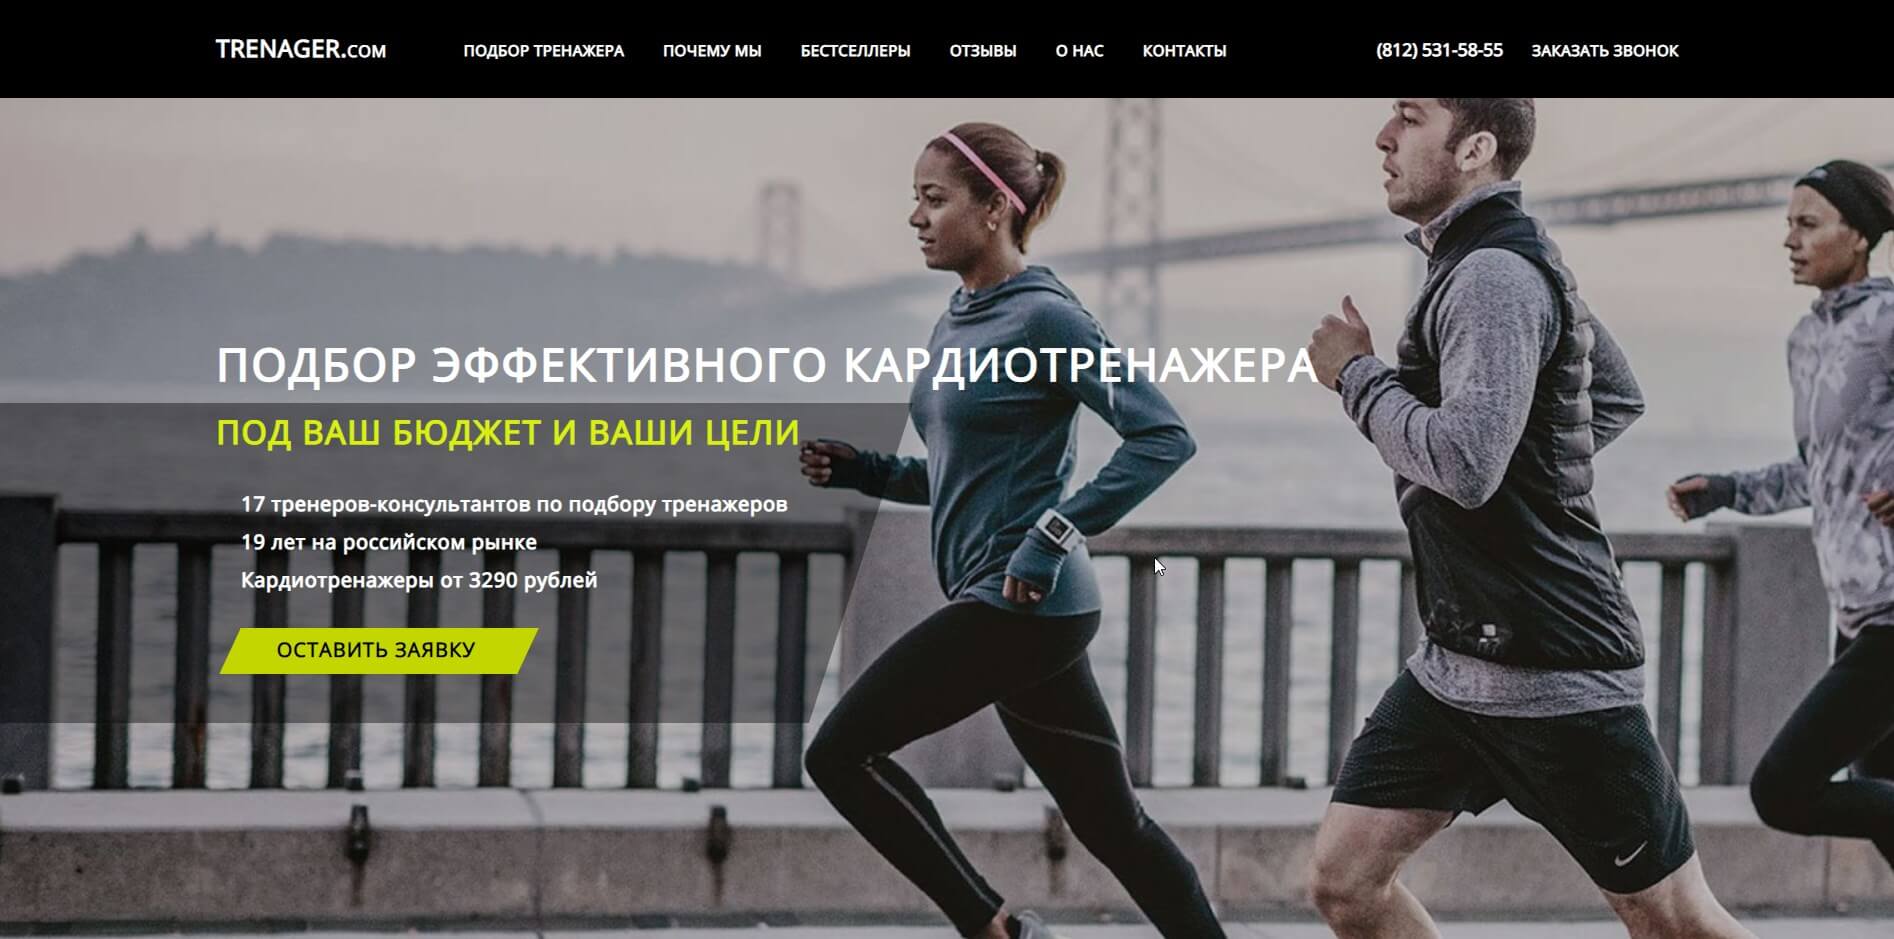 TRENAGER.COM
ПОДБОР ТРЕНАЖЕРА ПОЧЕМУ МЫ БЕСТСЕЛЛЕРЫ ОТЗЫВЫ О НАС КОНТАКТЫ
(812) 531-58-55 ЗАКАЗАТЬ ЗВОНОК
ПОДБОР ЭФФЕКТИВНОГО КАРДИОТРЕНАЖЕРА
ПОД ВАШ БЮДЖЕТ И ВАШИ ЦЕЛИ
17 тренеров-консультантов по подбору тренажеров
19 лет на российском рынке
Кардиотренажеры от 3290 рублей
ОСТАВИТЬ ЗАЯВКУ